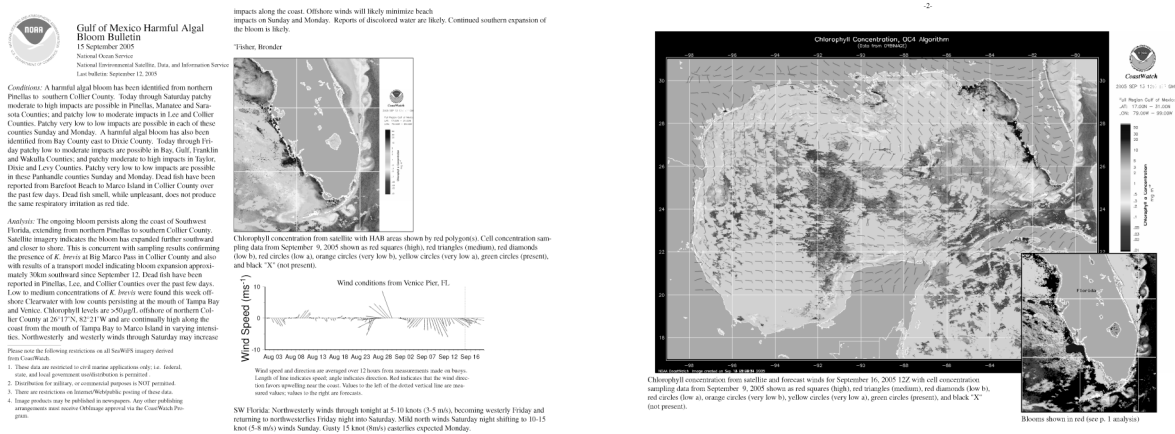 NOAA
Gulf of Mexico Harmful Algal
Bloom Bulletin
15 September 2005
National Ocean Service
National Environmental Satellite, Data, and Information Service
Last bulletin: September 12, 2005
Conditions: A harmful algal bloom has been identified from northern
Pinellas to southern Collier County. Today through Saturday patchy
moderate to high impacts are possible in Pinellas, Manatee and Sara-
sota Counties; and patchy low to moderate impacts in Lee and Collier
Counties. Patchy very low to low impacts are possible in each of these
counties Sunday and Monday. A harmful algal bloom has also been
identified from Bay County east to Dixie County. Today through Fri-
day patchy low to moderate impacts are possible in Bay, Gulf, Franklin
and Wakulla Counties; and patchy moderate to high impacts in Taylor,
Dixie and Levy Counties. Patchy very low to low impacts are possible
in these Panhandle counties Sunday and Monday. Dead fish have been
reported from Barefoot Beach to Marco Island in Collier County over
the past few days. Dead fish smell, while unpleasant, does not produce
the same respiratory irritation as red tide.
Analysis: The ongoing bloom persists along the coast of Southwest
Florida, extending from northern Pinellas to southern Collier County.
Satellite imagery indicates the bloom has expanded further southward
and closer to shore. This is concurrent with sampling results confirming
the presence of K. brevis at Big Marco Pass in Collier County and also
with results of a transport model indicating bloom expansion approxi-
mately 30km southward since September 12. Dead fish have been
reported in Pinellas, Lee, and Collier Counties over the past few days.
Low to medium concentrations of K. brevis were found this week off-
shore Clearwater with low counts persisting at the mouth of Tampa Bay
and Venice. Chlorophyll levels are >50µg/L offshore of northern Col-
lier County at 26°17'N, 82°21'W and are continually high along the
coast from the mouth of Tampa Bay to Marco Island in varying intensi-
ties. Northwesterly and westerly winds through Saturday may increase
Please note the following restrictions on all SeaWiFS imagery derived
from CoastWatch.
1. These data are restricted to civil marine applications only; i.e. federal,
state, and local government use/distribution is permitted.
2. Distribution for military, or commercial purposes is NOT permitted.
3. There are restrictions on Internet/Web/public posting of these data.
4. Image products may be published in newspapers. Any other publishing
arrangements must receive OrbImage approval via the CoastWatch Pro-
gram.
impacts along the coast. Offshore winds will likely minimize beach
impacts on Sunday and Monday. Reports of discolored water are likely. Continued southern expansion of
the bloom is likely.
"Fisher, Bronder
CoastWatch
Chlorophyll concentration from satellite with HAB areas shown by red polygon(s). Cell concentration sam-
pling data from September 9, 2005 shown as red squares (high), red triangles (medium), red diamonds
(low b), red circles (low a), orange circles (very low b), yellow circles (very low a), green circles (present),
and black "X" (not present).
Wind conditions from Venice Pier, FL
Wind Speed (ms-1)
10
0
-10
Aug 03 Aug 08 Aug 13 Aug 18 Aug 23 Aug 28 Sep 02 Sep 07 Sep 12 Sep 16
Wind speed and direction are averaged over 12 hours from measurements made on buoys.
Length of line indicates speed; angle indicates direction. Red indicates that the wind direc-
tion favors upwelling near the coast. Values to the left of the dotted vertical line are mea-
sured values; values to the right are forecasts.
SW Florida: Northwesterly winds through tonight at 5-10 knots (3-5 m/s), becoming westerly Friday and
returning to northwesterlies Friday night into Saturday. Mild north winds Saturday night shifting to 10-15
knot (5-8 m/s) winds Sunday. Gusty 15 knot (8m/s) easterlies expected Monday.
-2-
Chlorophyll Concentration, OC4 Algorithm
-98 -96 -94 -92 -90 -88 -86 -84 -82 -80
30
28
26
24
22
20
18
CoastWatch
Chlorophyll a Concentration
Florida
Chlorophyll concentration from satellite and forecast winds for September 16, 2005 12Z with cell concentration
sampling data from September 9, 2005 shown as red squares (high), red triangles (medium), red diamonds (low b),
red circles (low a), orange circles (very low b), yellow circles (very low a), green circles (present), and black "X"
(not present).
Blooms shown in red (see p. 1 analysis)